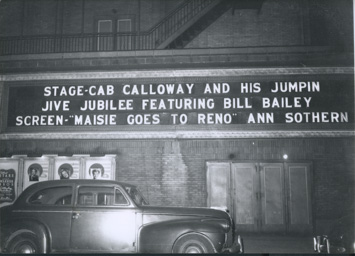 STAGE-CAB CALLOWAY AND HIS JUMPIN
JIVE JUBILEE FEATURING BILL BAILEY
SCREEN-"MAISIE GOES" TO RENO" ANN SOTHERN